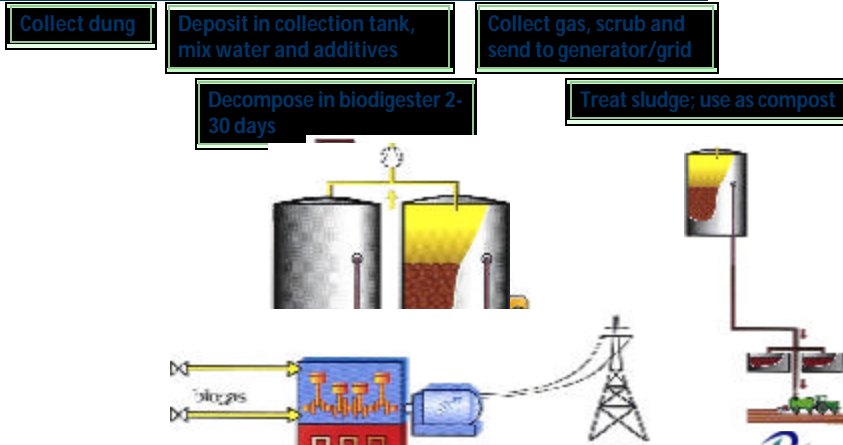 Collect dung
Deposit in collection tank,
mix water and additives
Collect gas, scrub and
send to generator/grid
Decompose in biodigester 2-
30 days
Treat sludge; use as compost
biogas